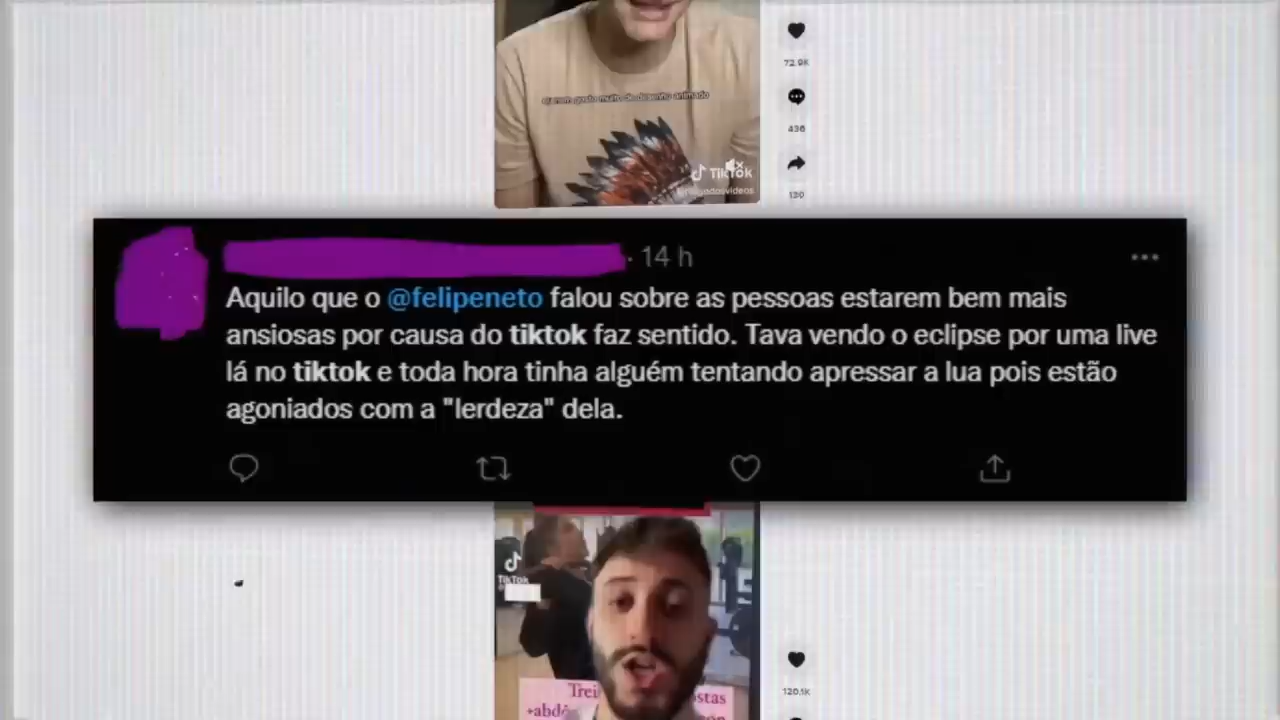 72.9K
436
TikTok
130
· 14 h
Aquilo que o @felipeneto falou sobre as pessoas estarem bem mais
ansiosas por causa do tiktok faz sentido. Tava vendo o eclipse por uma live
lá no tiktok e toda hora tinha alguém tentando apressar a lua pois estão
agoniados com a "lerdeza" dela.
TikTok
120.1K